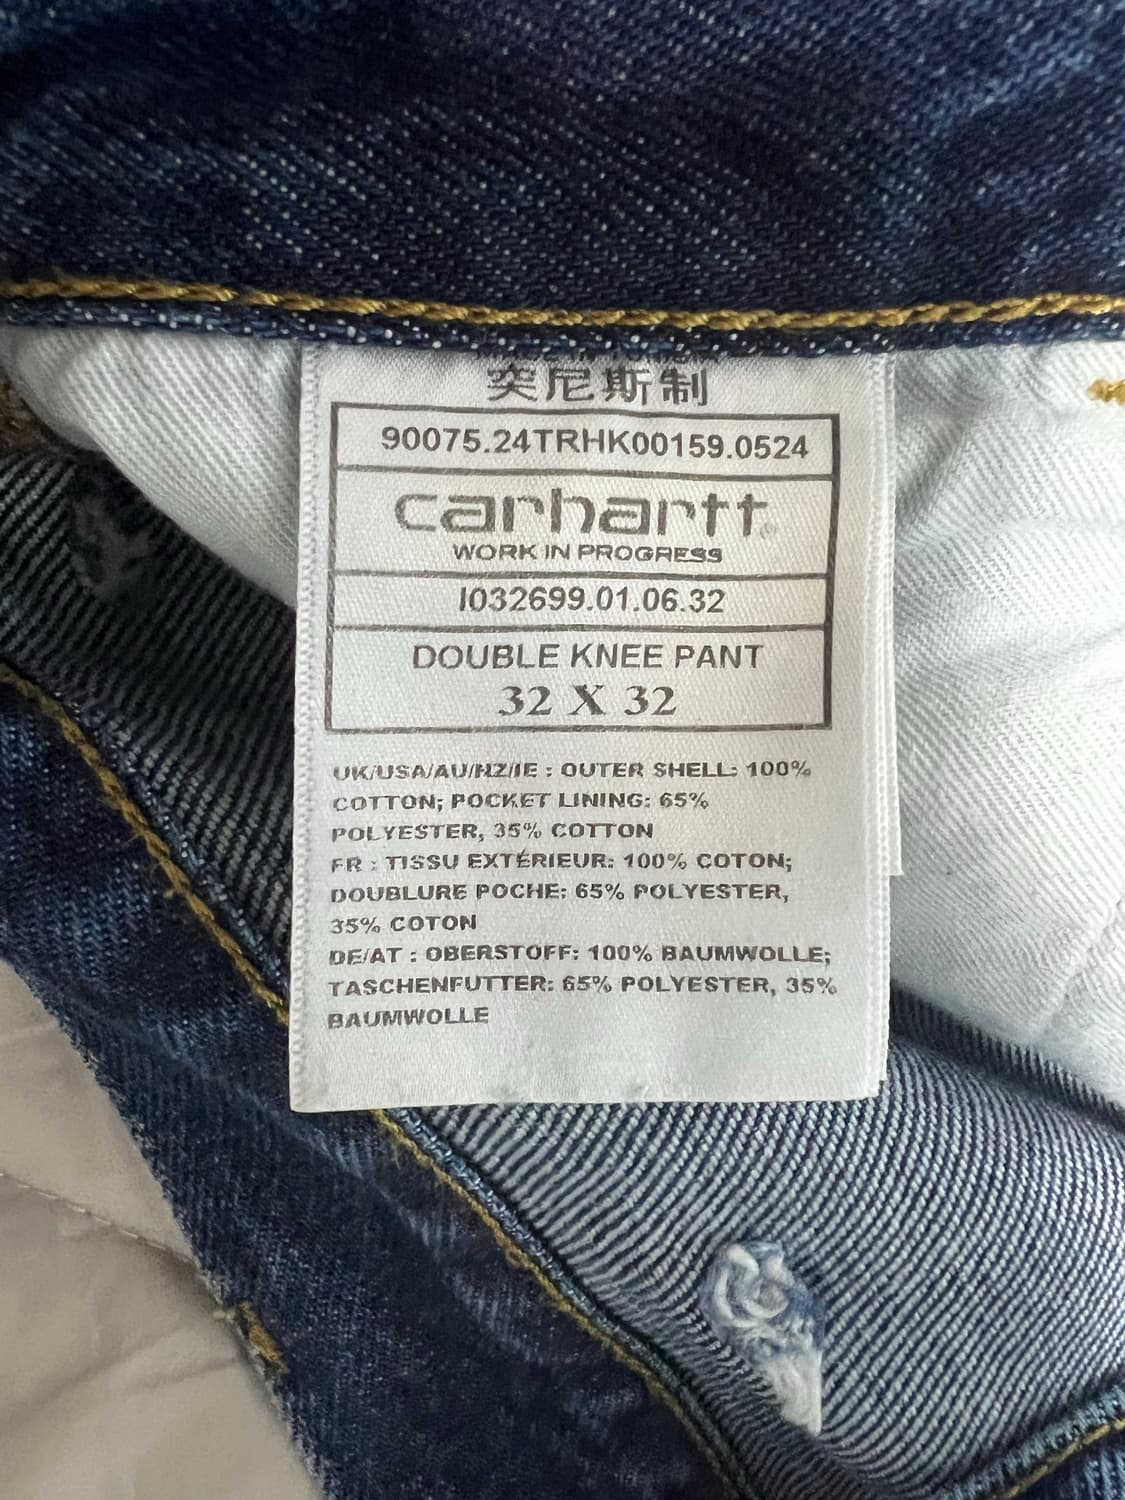 突尼斯制
90075.24TRHK00159.0524
carhartt
WORK IN PROGRESS
I032699.01.06.32
DOUBLE KNEE PANT
32 X 32
UK/USA/AU/NZ/IE : OUTER SHELL: 100%
COTTON; POCKET LINING: 65%
POLYESTER, 35% COTTON
FR : TISSU EXTÉRIEUR: 100% COTON;
DOUBLURE POCHE: 65% POLYESTER,
35% COTON
DE/AT : OBERSTOFF: 100% BAUMWOLLE;
TASCHENFUTTER: 65% POLYESTER, 35%
BAUMWOLLE